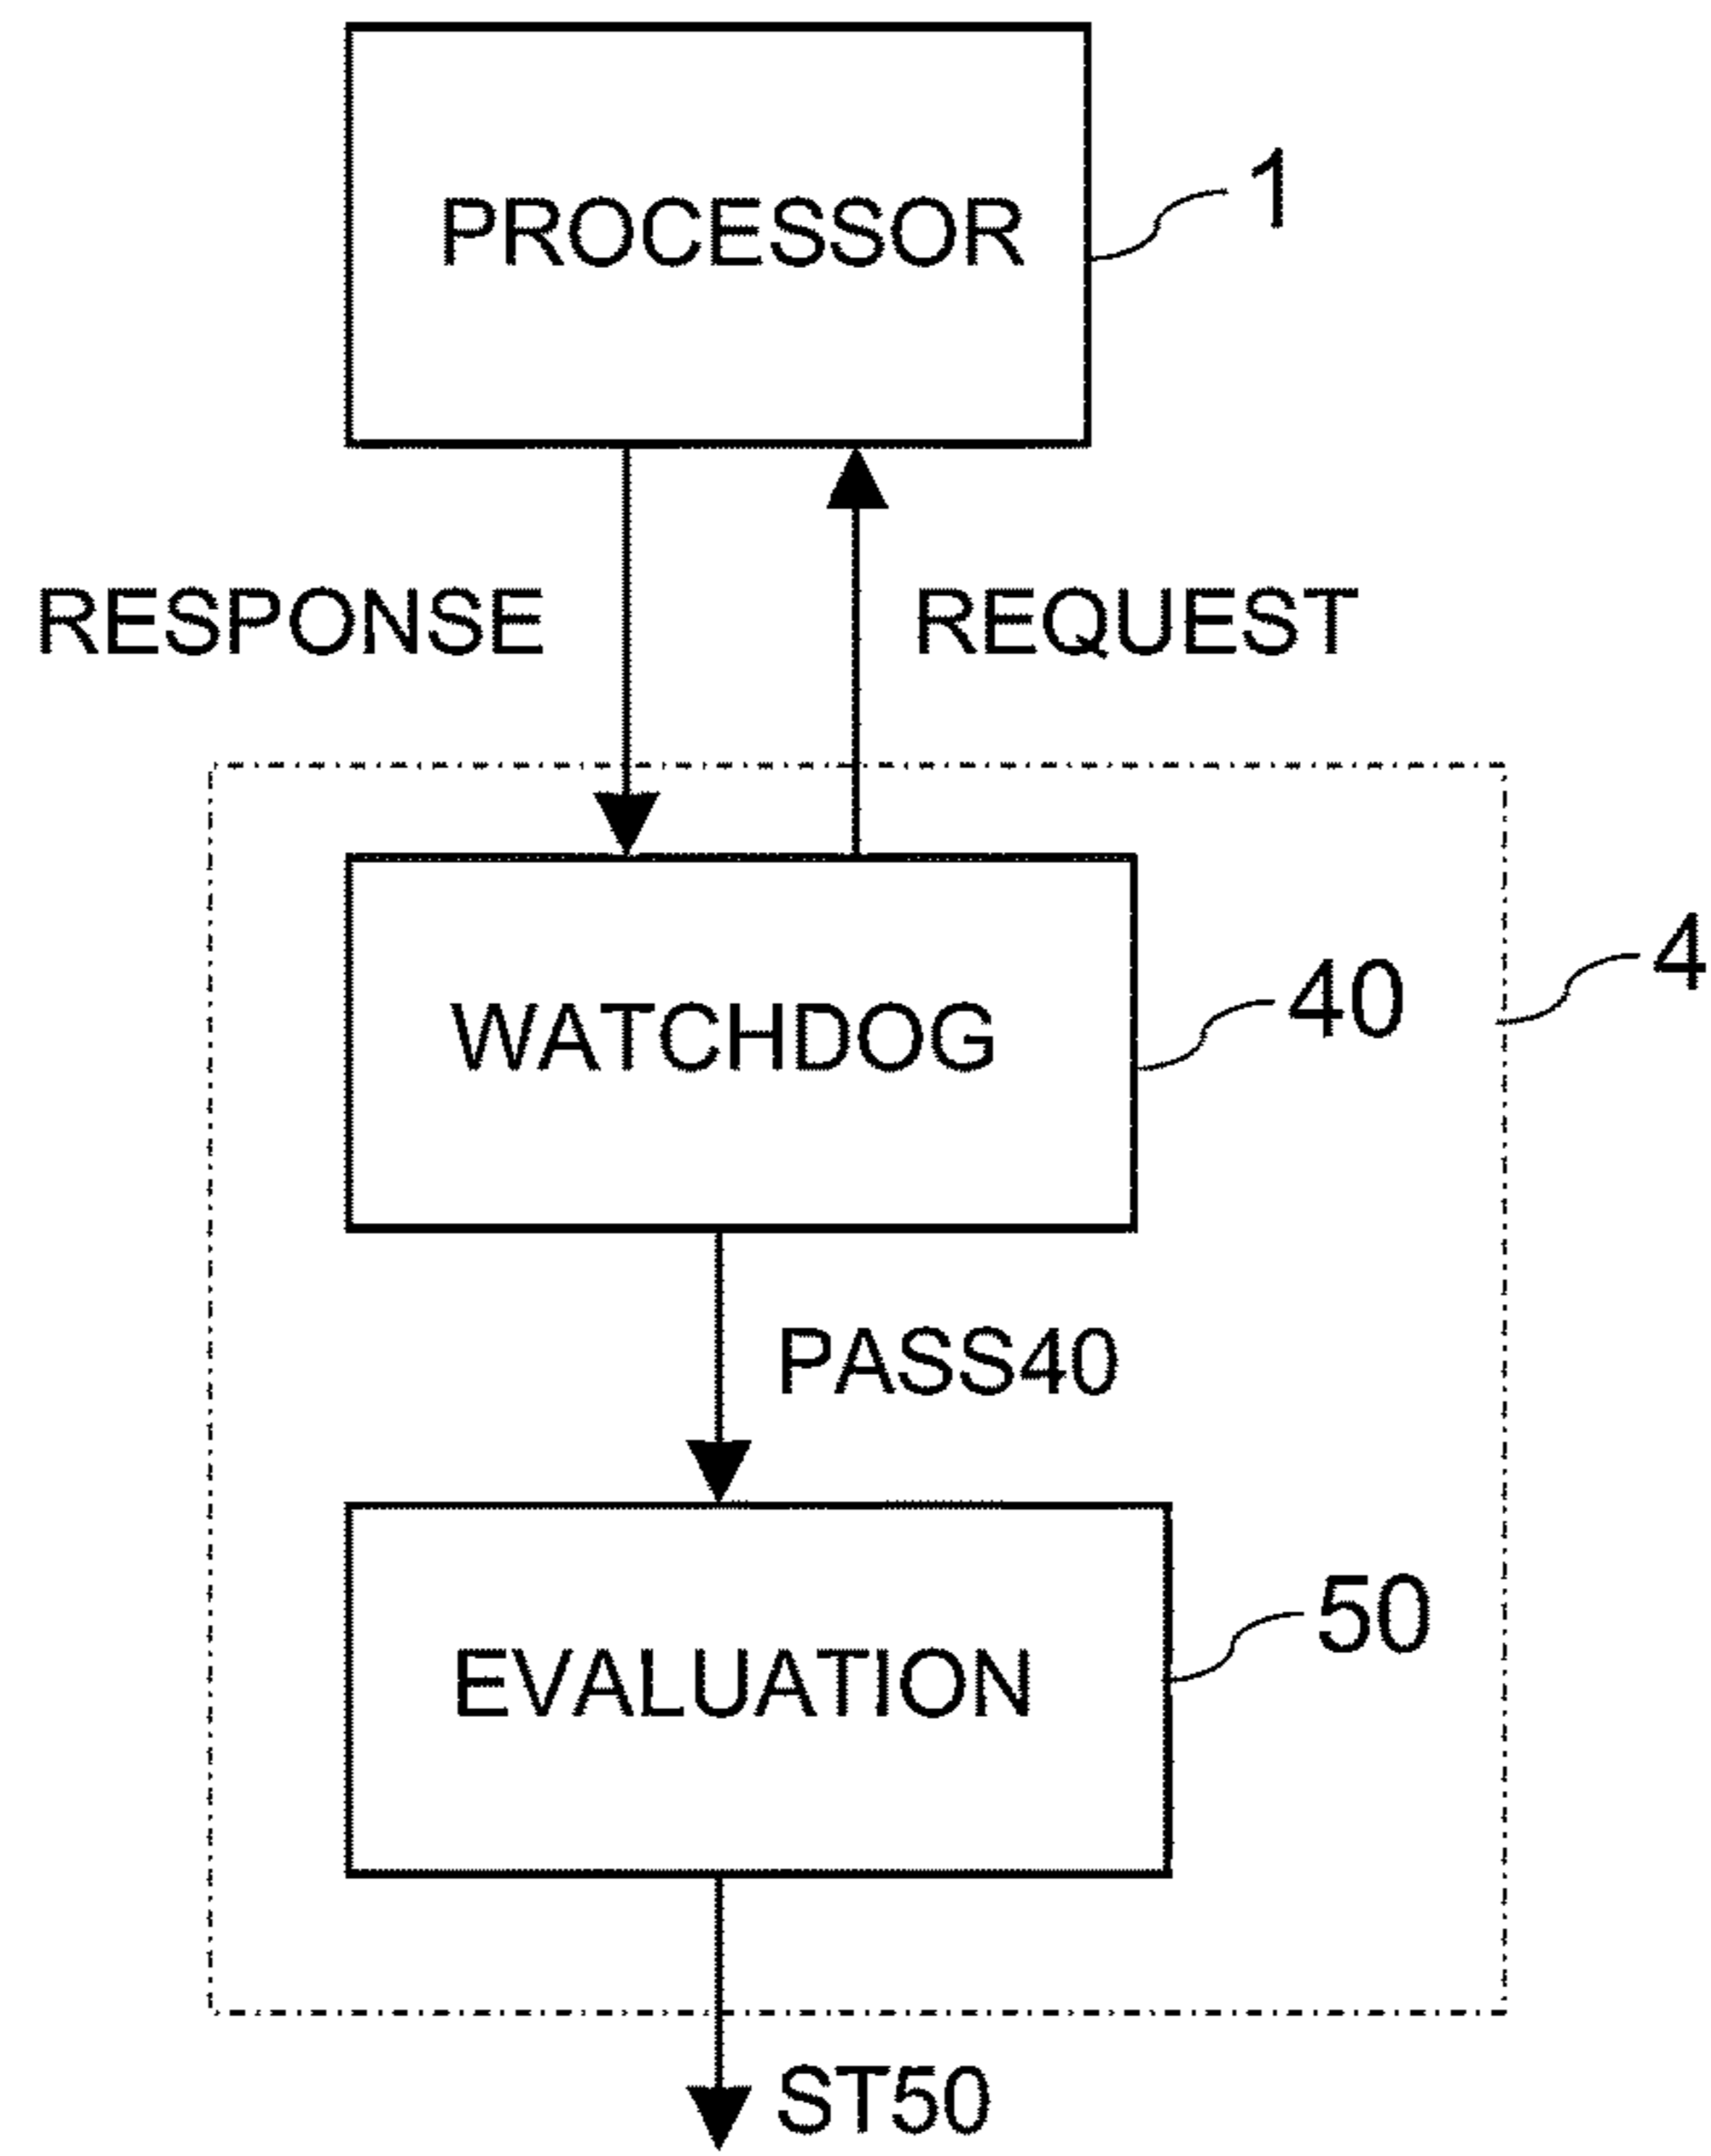 PROCESSOR
1
RESPONSE
REQUEST
4
WATCHDOG
40
PASS40
EVALUATION
50
ST50